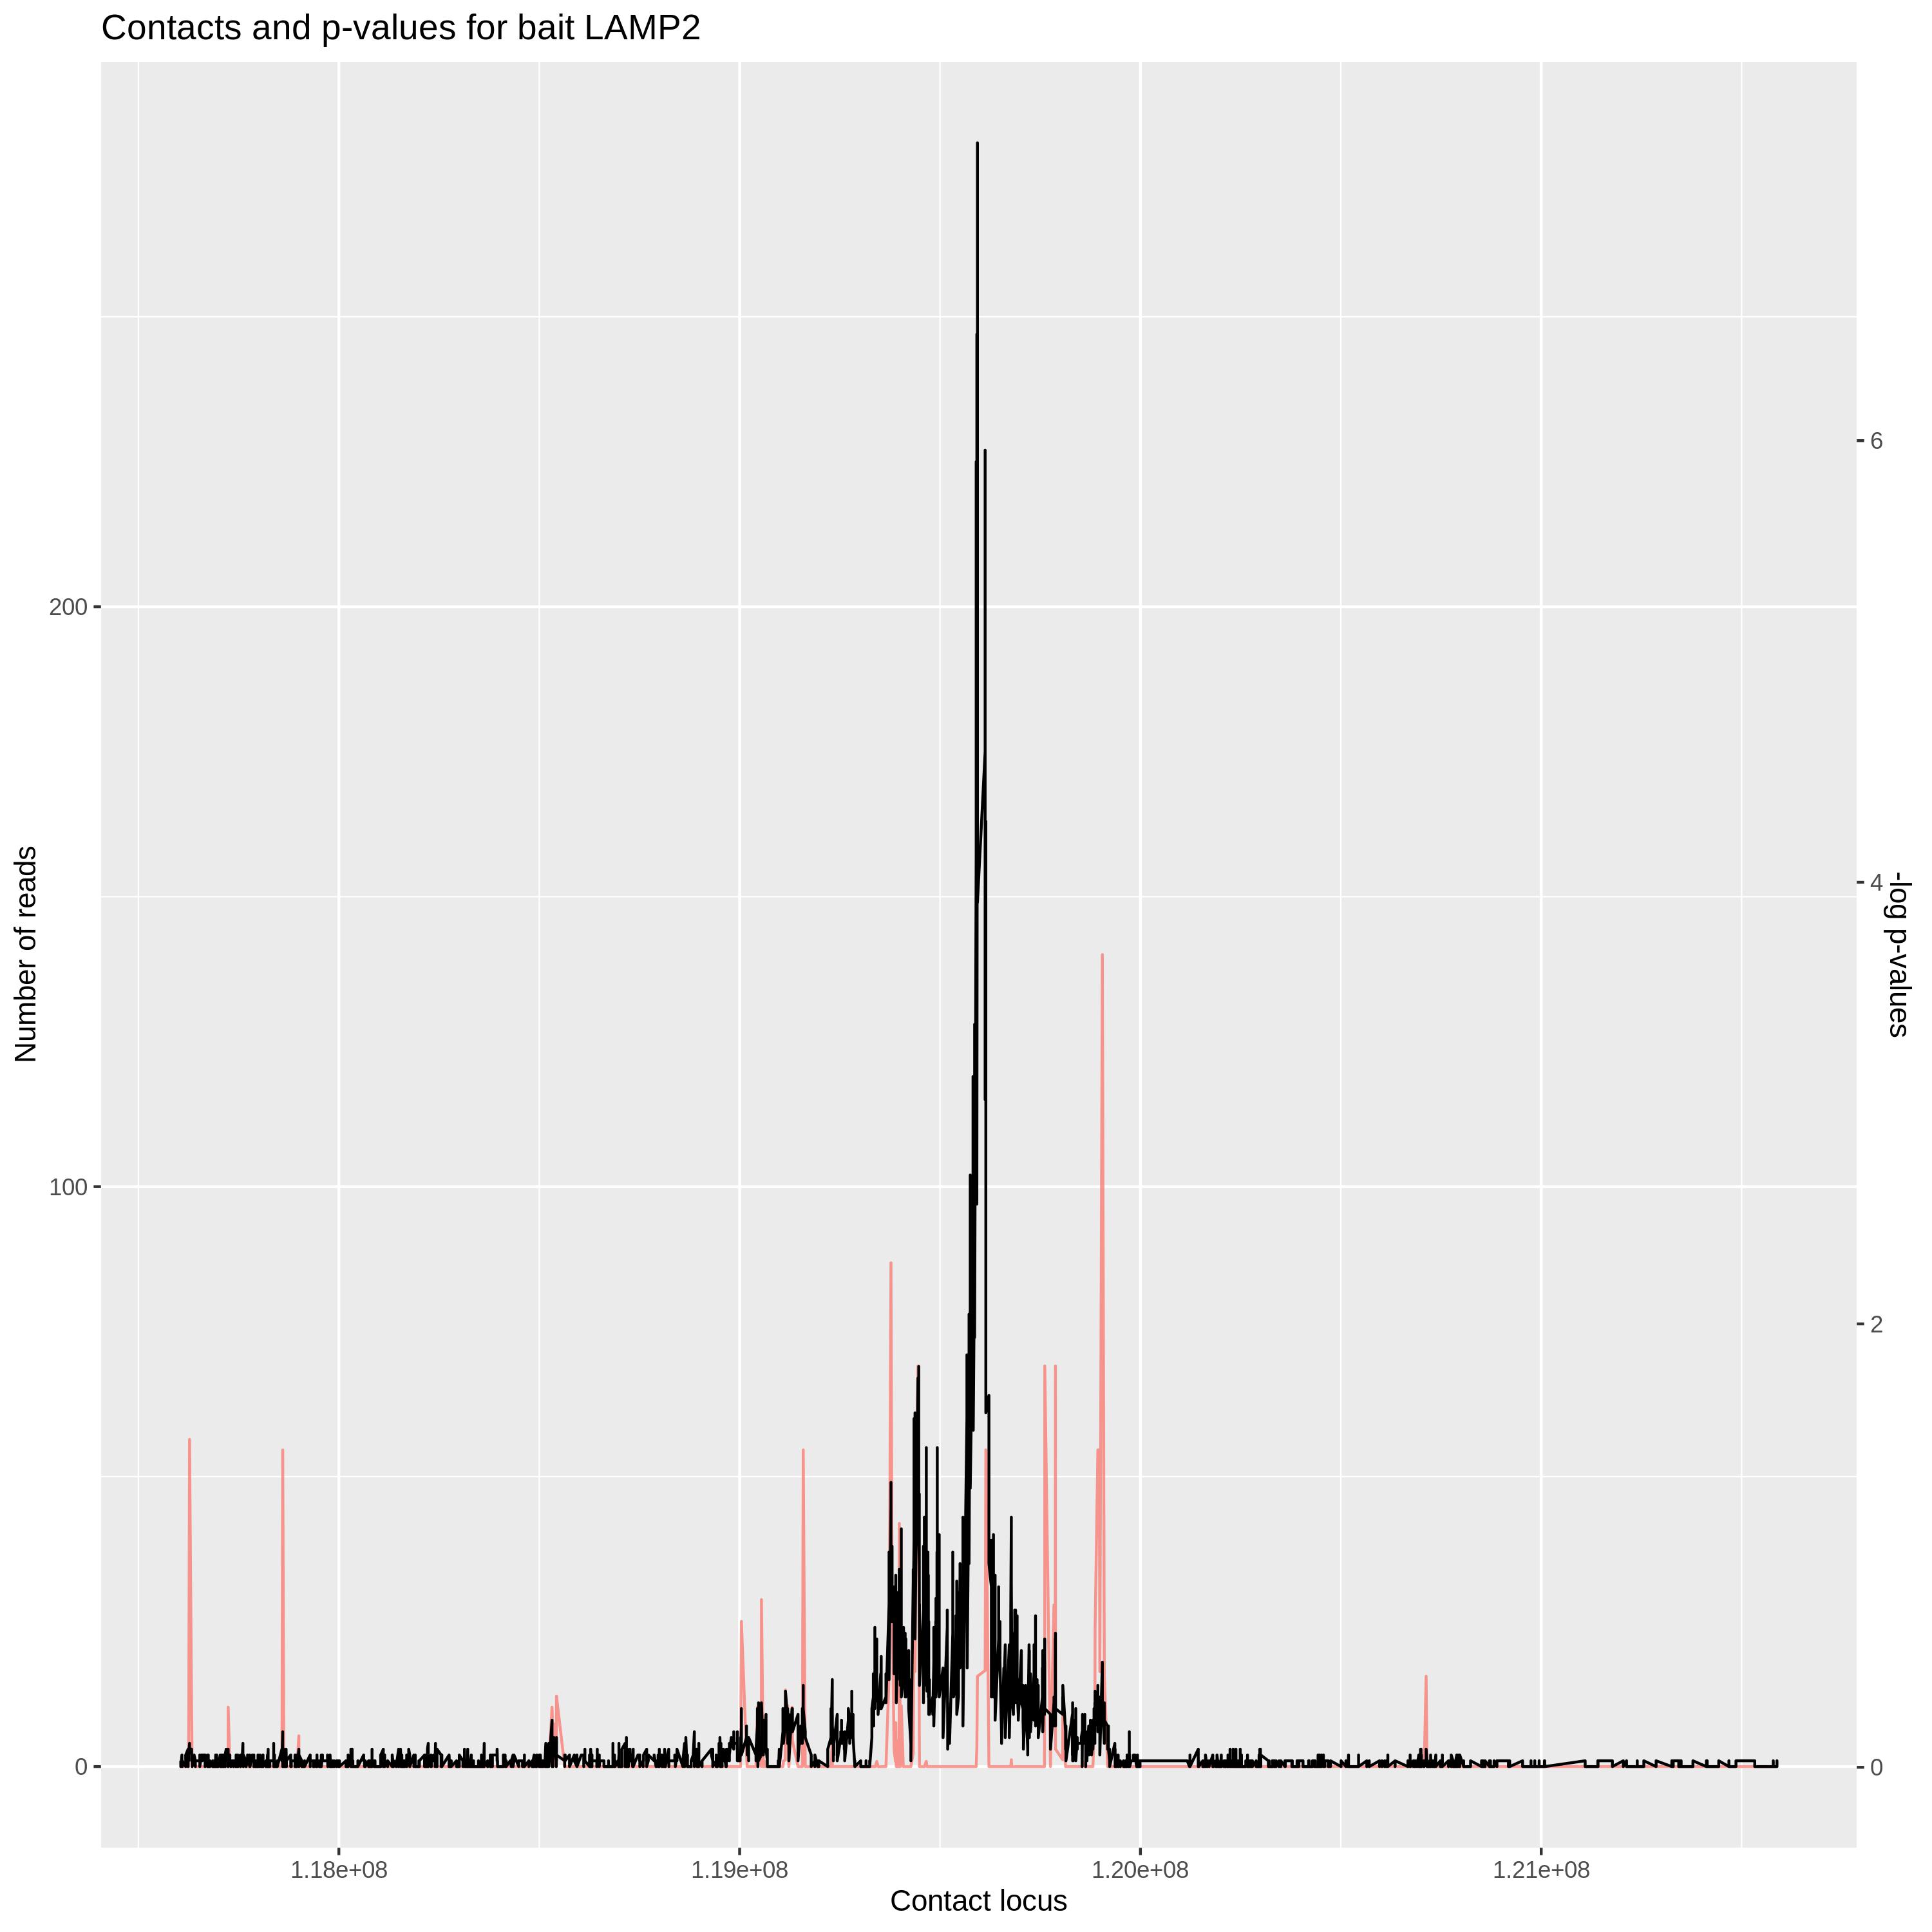 Contacts and p-values for bait LAMP2
Number of reads
200
100
0
6
4
2
0
-log p-values
1.18e+08
1.19e+08
1.20e+08
1.21e+08
Contact locus